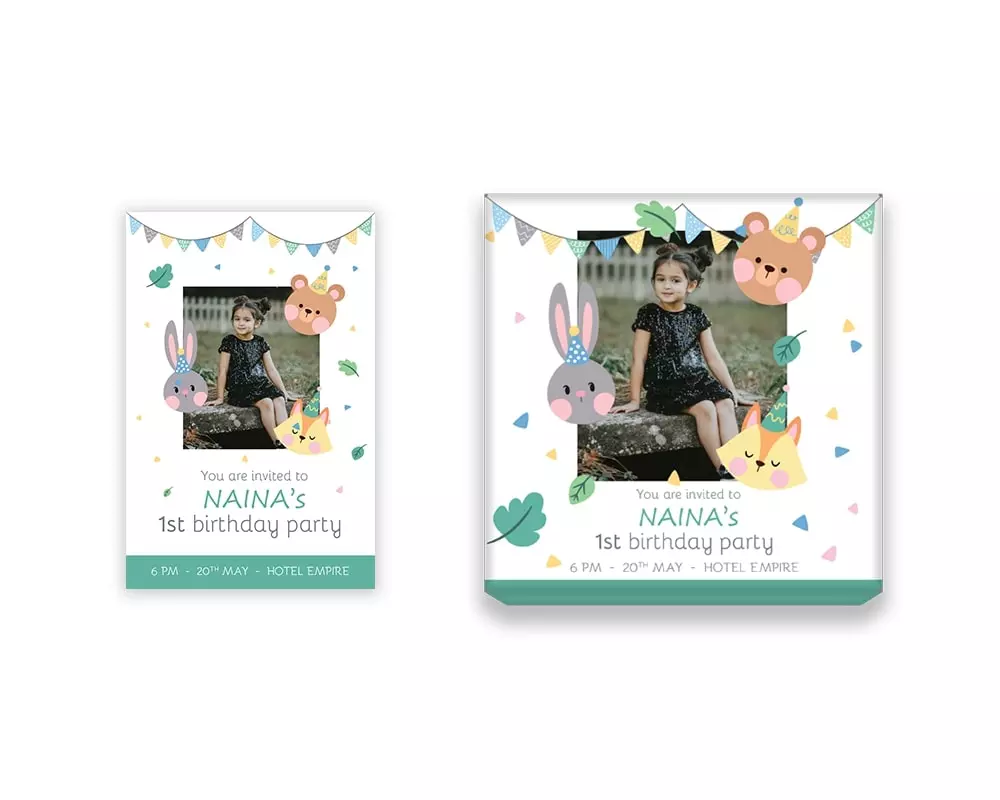 You are invited to
NAINA's
1st birthday party
6 PM - 20TH MAY - HOTEL EMPIRE
You are invited to
NAINA's
1st birthday party
6 PM - 20TH MAY - HOTEL EMPIRE